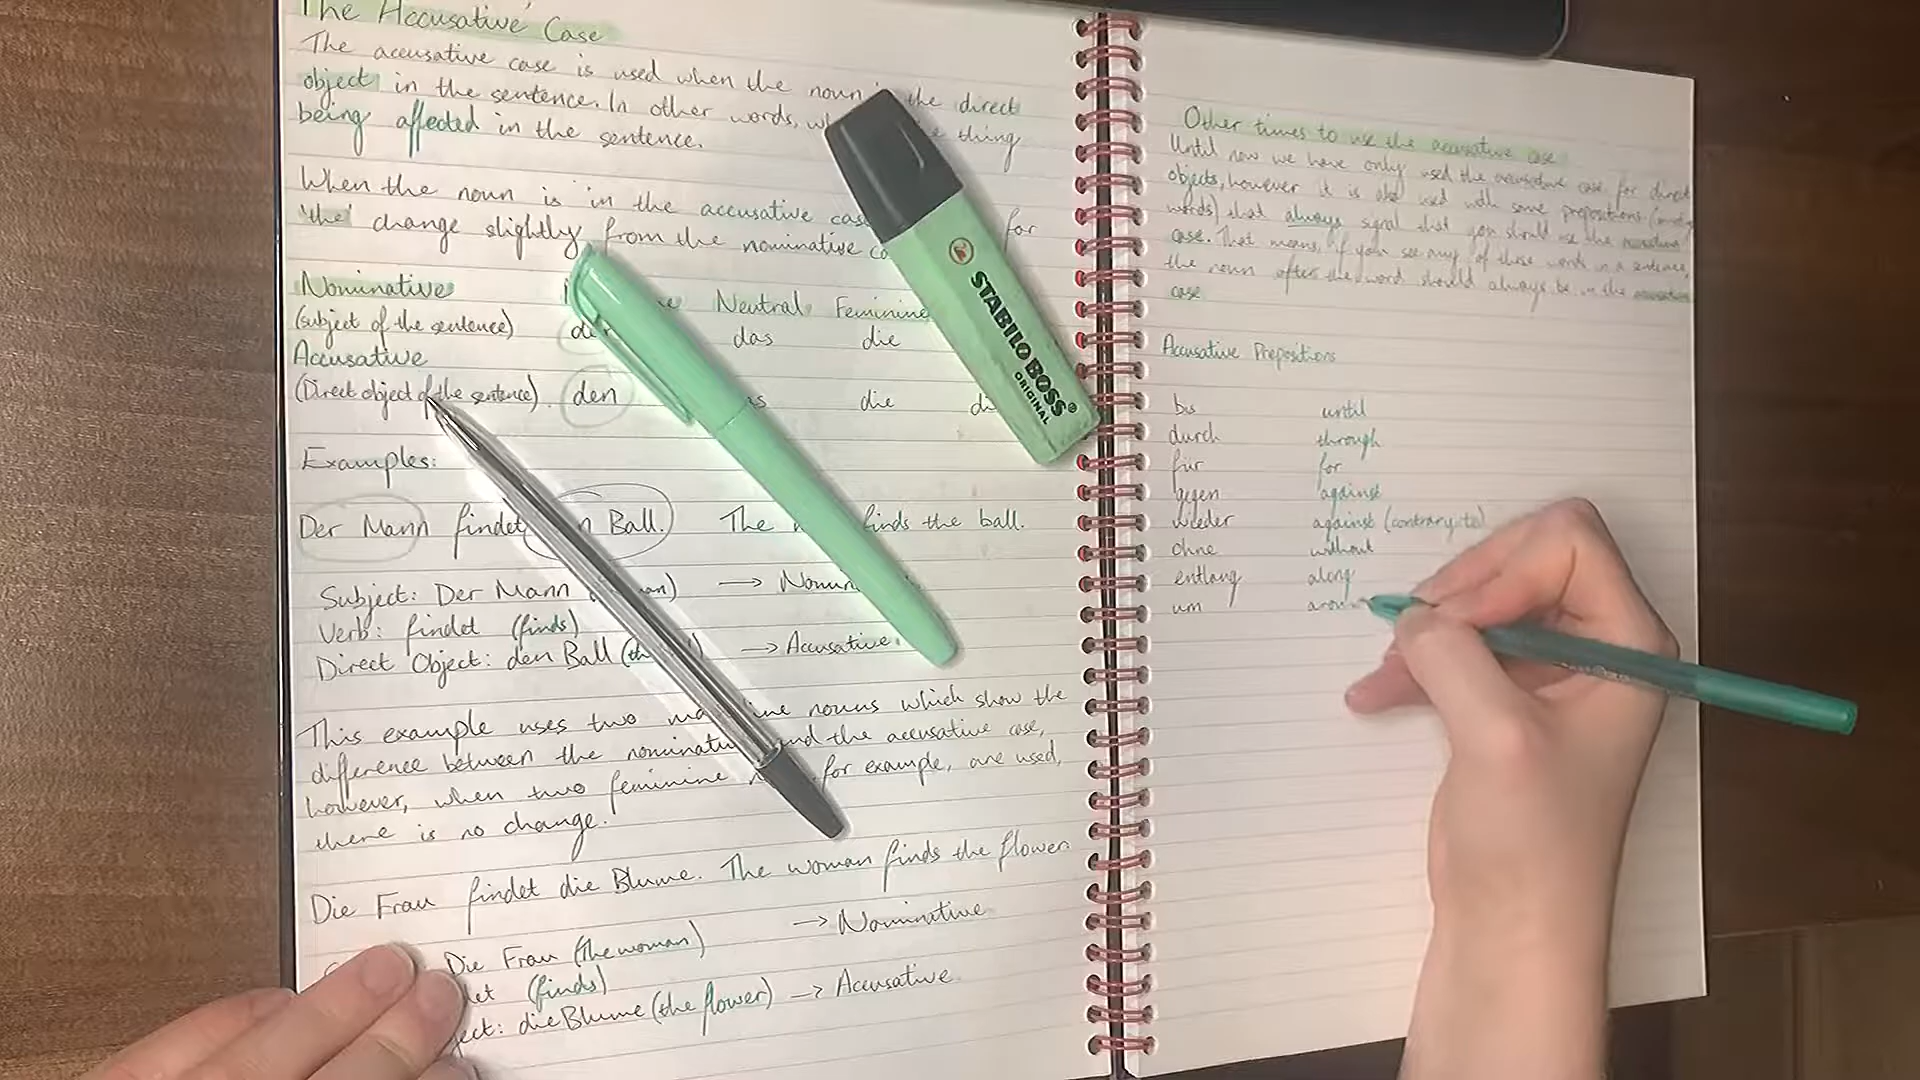 The Accusative Case
The accusative case is used when the noun is the direct
object in the sentence. In other words, the thing
being affected in the sentence.
When the noun is in the accusative case for
'the' change slightly from the nominative
Nominative Neutral Feminine
(subject of the sentence) das die
Accusative
(Direct object of the sentence). den die
Examples:
Der Mann findet Ball. The finds the ball.
Subject: Der Mann →
Verb: findet (finds)
Direct Object: den Ball → Accusative.
This example uses two nouns which show the
difference between the and the accusative case,
however, when two feminine for example, are used,
there is no change.
Die Frau findet die Blume. The woman finds the flower.
Die Frau (the woman) → Nominative
(finds)
die Blume (the flower) → Accusative
STABILO BOSS®
ORIGINAL
Other times to use the accusative case
Until now we have only used the accusative case for direct
objects, however it is also used with some prepositions
words) that always signal that you should use the accusative
case. That means, if you see any of these words in a sentence,
the noun after the word should always be in the accusative
case
Accusative Prepositions
bis until
durch through
für for
gegen against
wieder against (contrary to)
ohne without
entlang along
um